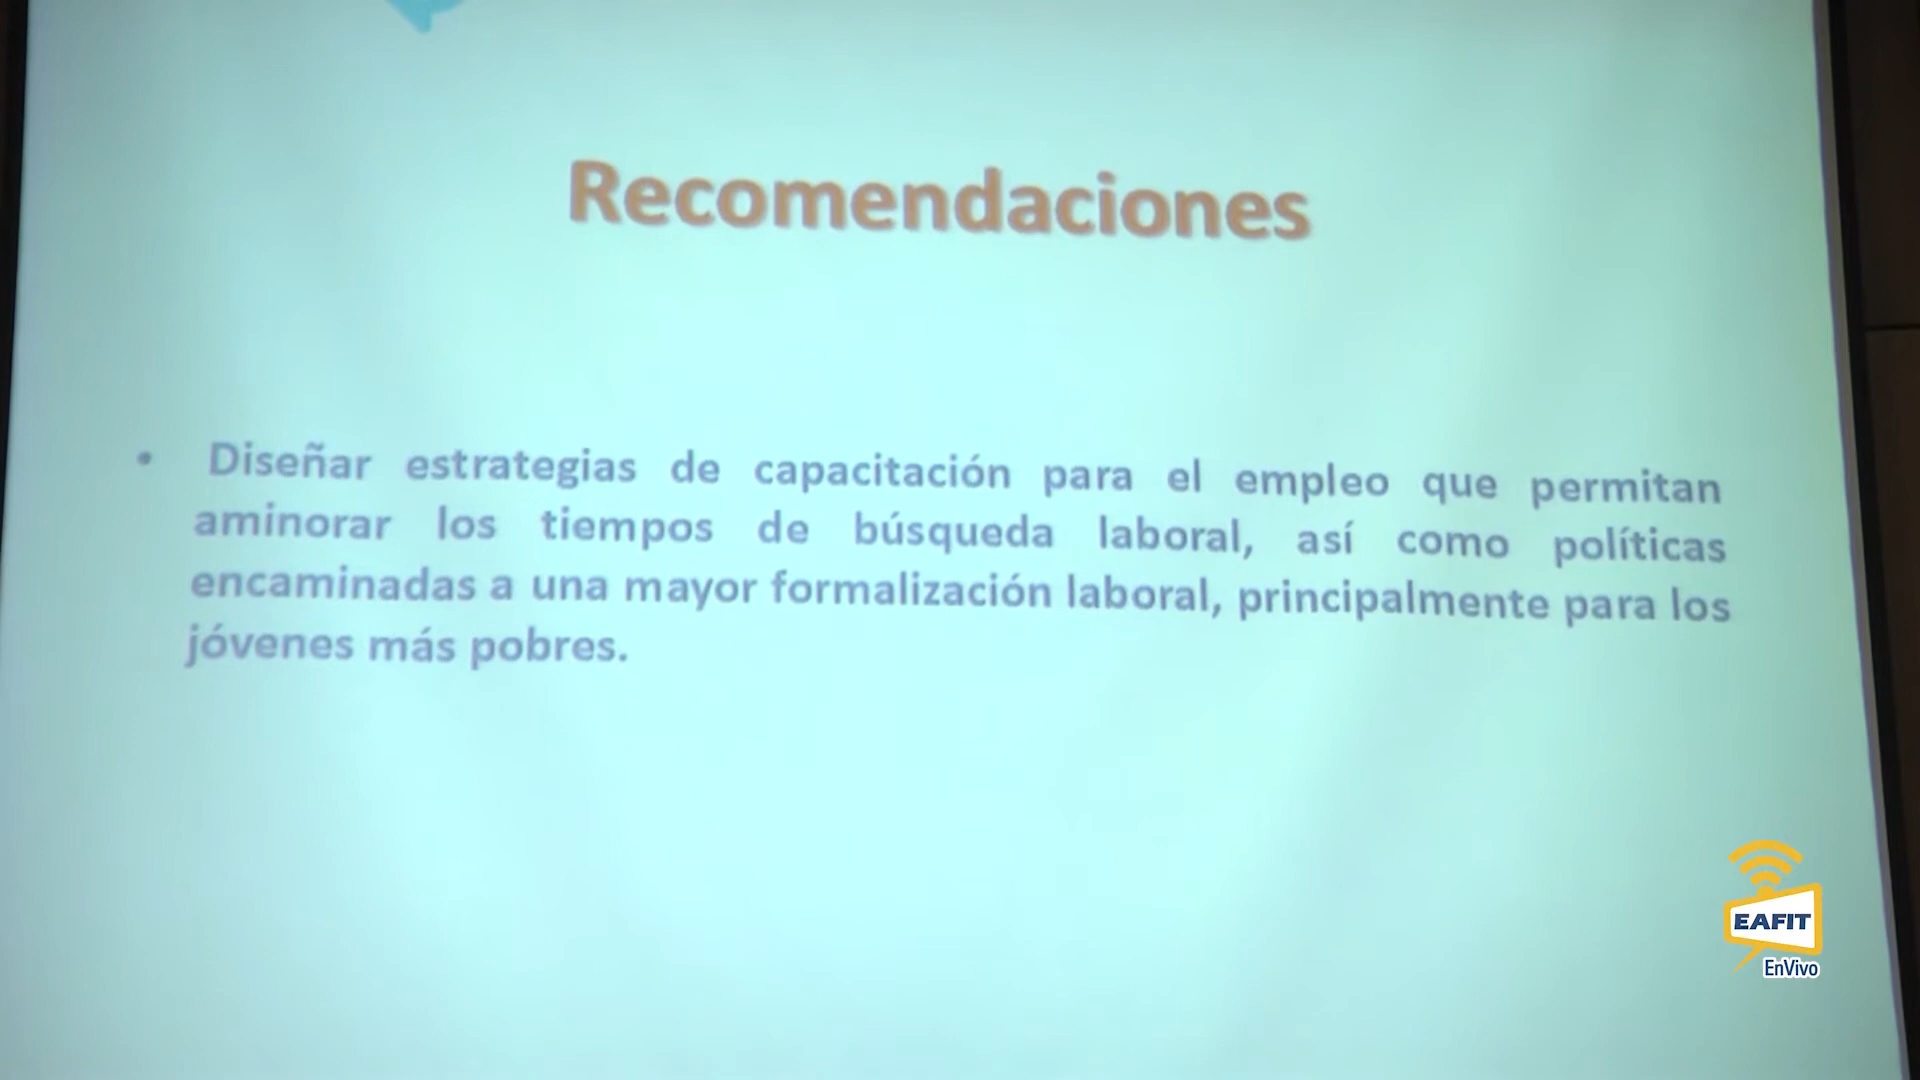 Recomendaciones
• Diseñar estrategias de capacitación para el empleo que permitan
aminorar los tiempos de búsqueda laboral, así como políticas
encaminadas a una mayor formalización laboral, principalmente para los
jóvenes más pobres.
EAFIT
EnVivo